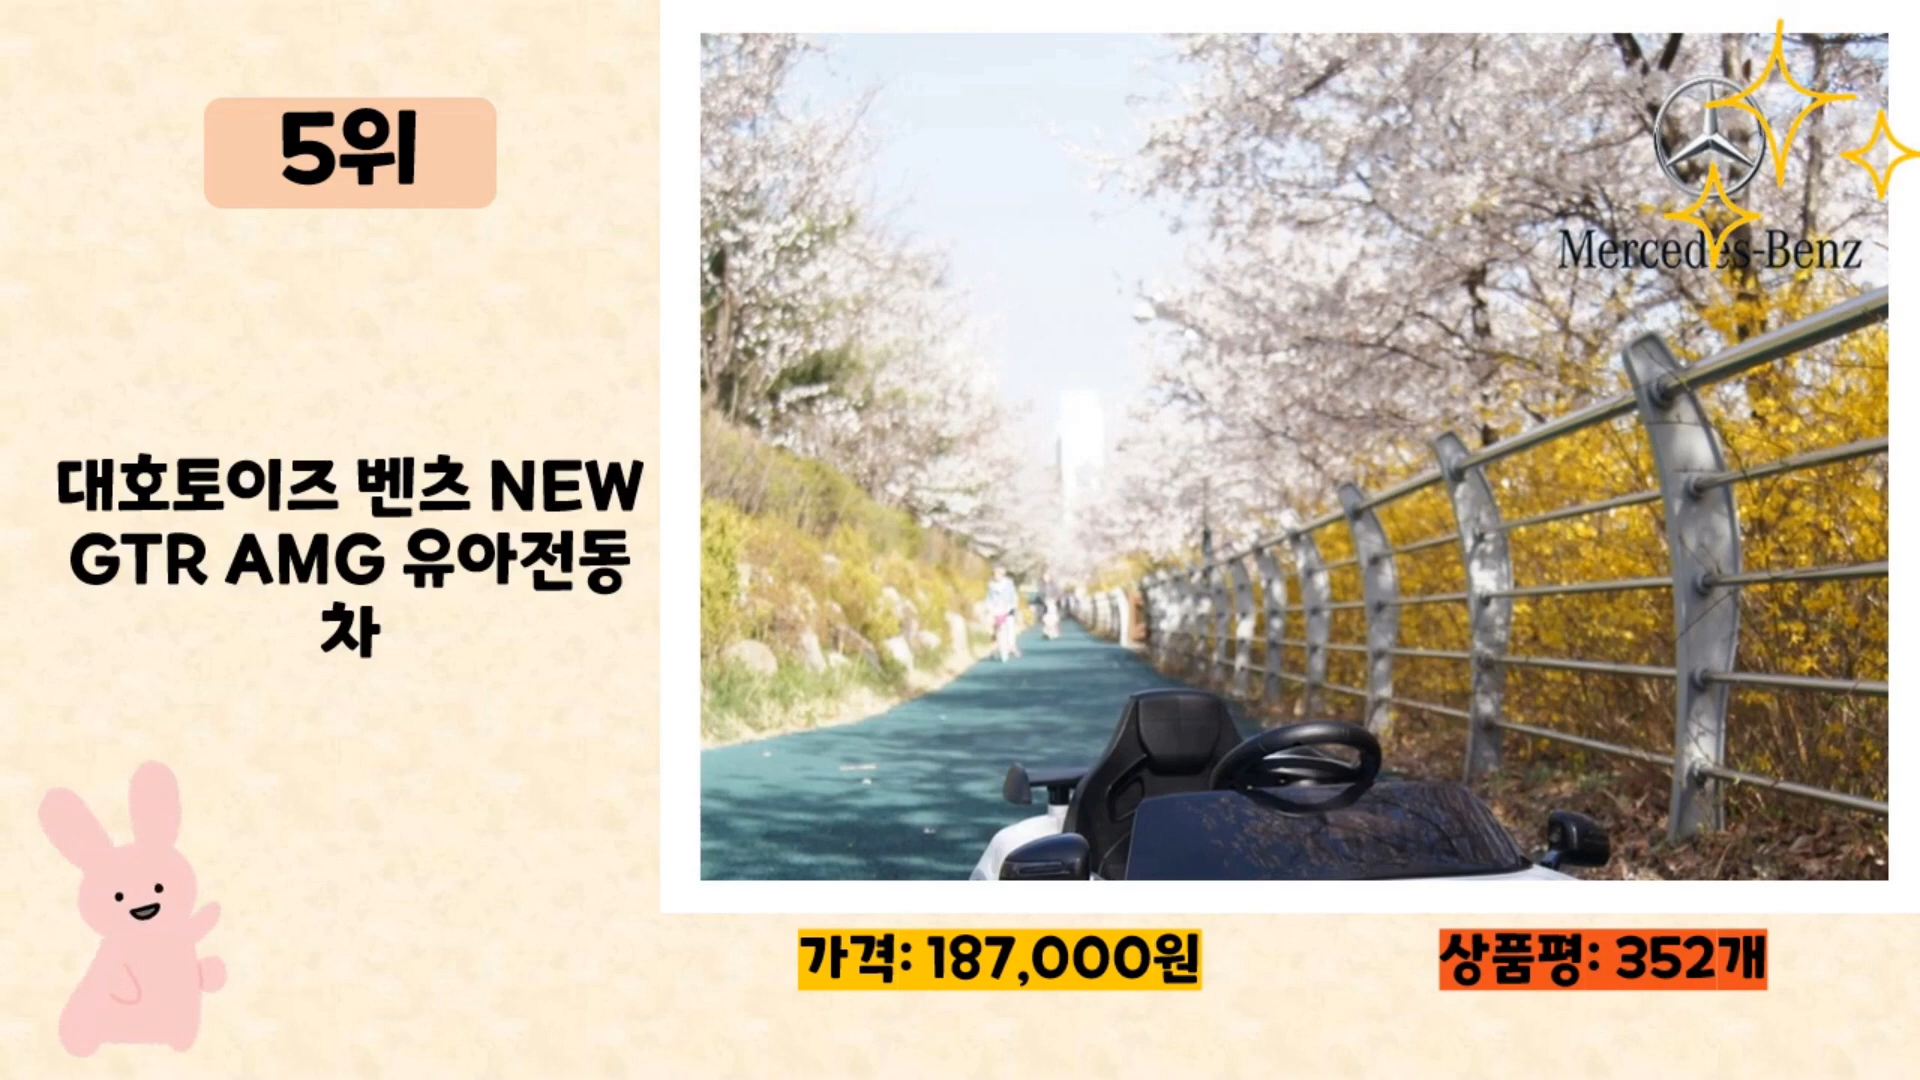 5위
대호토이즈 벤츠 NEW
GTR AMG 유아전동
차
Mercedes-Benz
가격: 187,000원
상품평: 352개